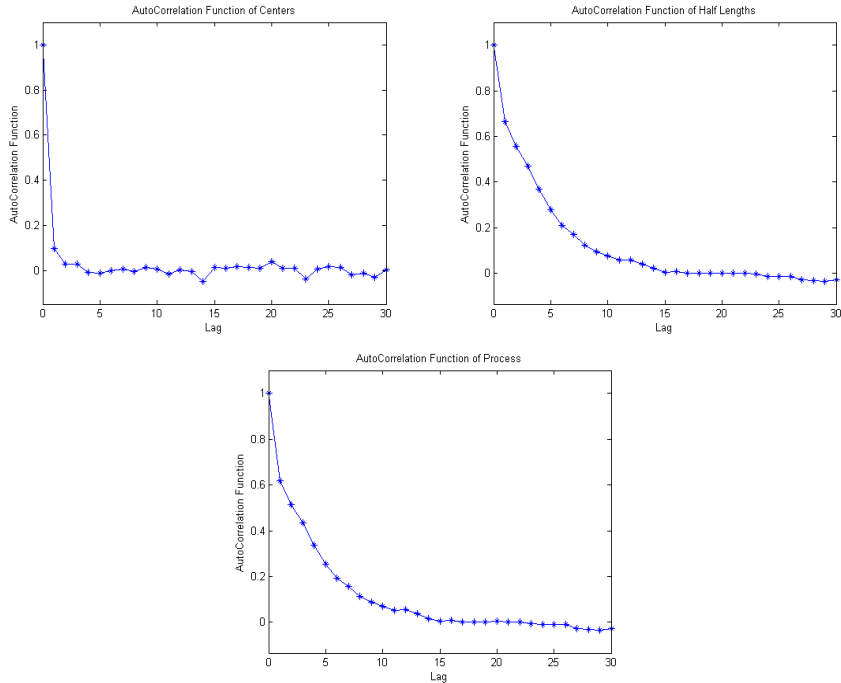 AutoCorrelation Function of Centers
AutoCorrelation Function
1
0.8
0.6
0.4
0.2
0
0 5 10 15 20 25 30
Lag
AutoCorrelation Function of Half Lengths
AutoCorrelation Function
1
0.8
0.6
0.4
0.2
0
0 5 10 15 20 25 30
Lag
AutoCorrelation Function of Process
AutoCorrelation Function
1
0.8
0.6
0.4
0.2
0
0 5 10 15 20 25 30
Lag